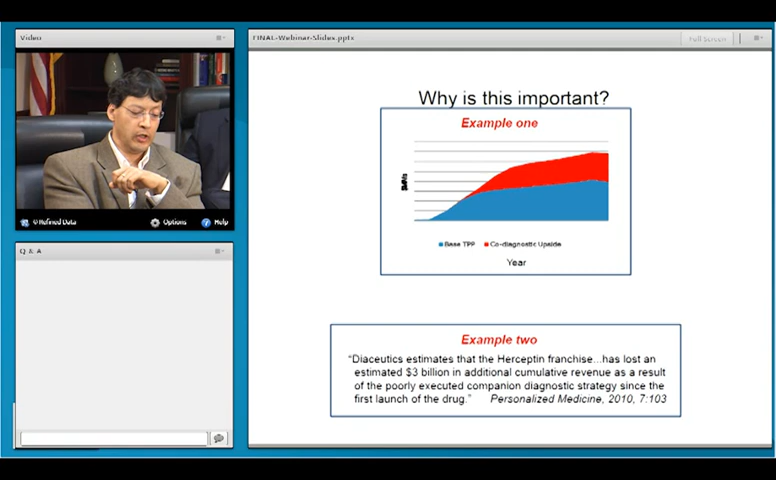 Video
FINAL-Webinar-Slides.pptx
Full Screen
Why is this important?
Example one
Base TPP
Co-diagnostic Upside
Year
© Refined Data
Options
Help
Q & A
Example two
“Diaceutics estimates that the Herceptin franchise...has lost an
estimated $3 billion in additional cumulative revenue as a result
of the poorly executed companion diagnostic strategy since the
first launch of the drug.” Personalized Medicine, 2010, 7:103